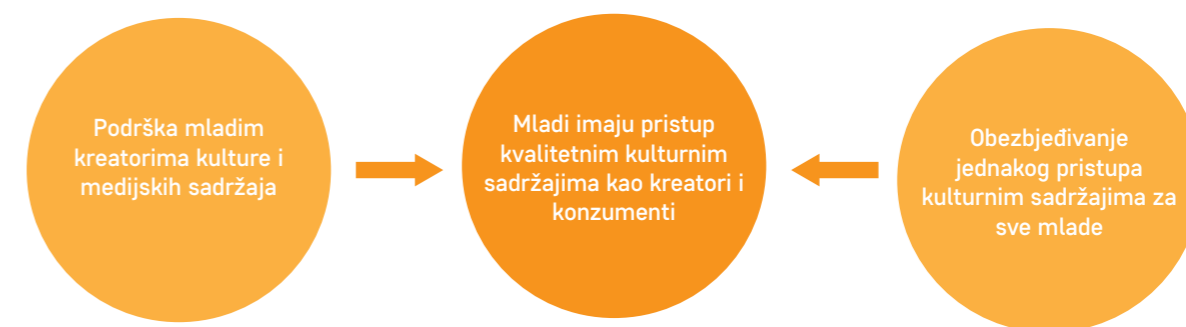 Podrška mladim
kreatorima kulture i
medijskih sadržaja
Mladi imaju pristup
kvalitetnim kulturnim
sadržajima kao kreatori i
konzumenti
Obezbjeđivanje
jednakog pristupa
kulturnim sadržajima za
sve mlade